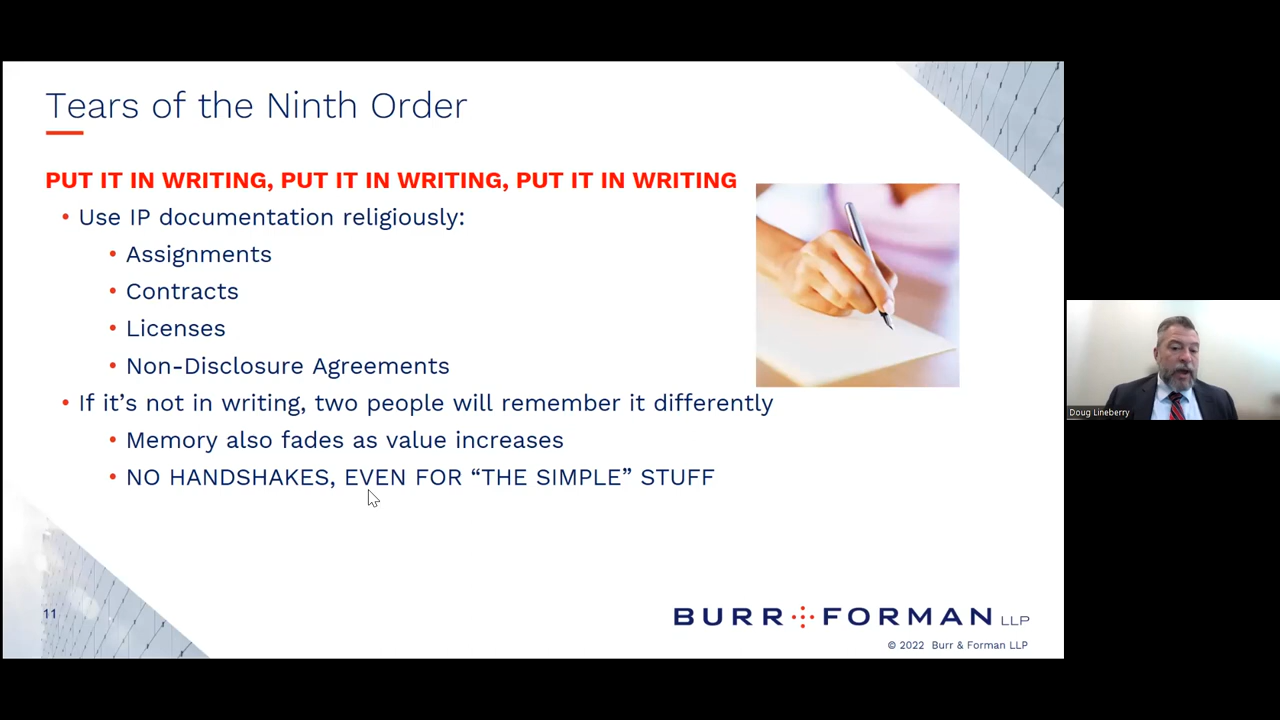 Tears of the Ninth Order
PUT IT IN WRITING, PUT IT IN WRITING, PUT IT IN WRITING
• Use IP documentation religiously:
• Assignments
• Contracts
• Licenses
• Non-Disclosure Agreements
• If it’s not in writing, two people will remember it differently
• Memory also fades as value increases
• NO HANDSHAKES, EVEN FOR “THE SIMPLE” STUFF
Doug Lineberry
11
BURR FORMAN LLP
© 2022 Burr & Forman LLP